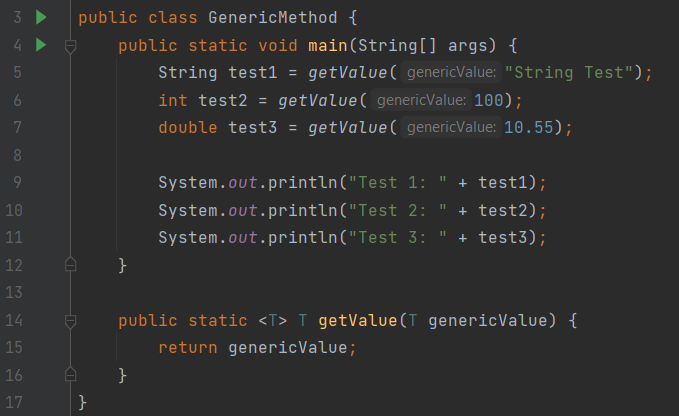 3 public class GenericMethod {
4 public static void main(String[] args) {
5 String test1 = getValue( genericValue: "String Test");
6 int test2 = getValue( genericValue: 100);
7 double test3 = getValue( genericValue: 10.55);
8
9 System.out.println("Test 1: " + test1);
10 System.out.println("Test 2: " + test2);
11 System.out.println("Test 3: " + test3);
12 }
13
14 public static <T> T getValue(T genericValue) {
15 return genericValue;
16 }
17 }